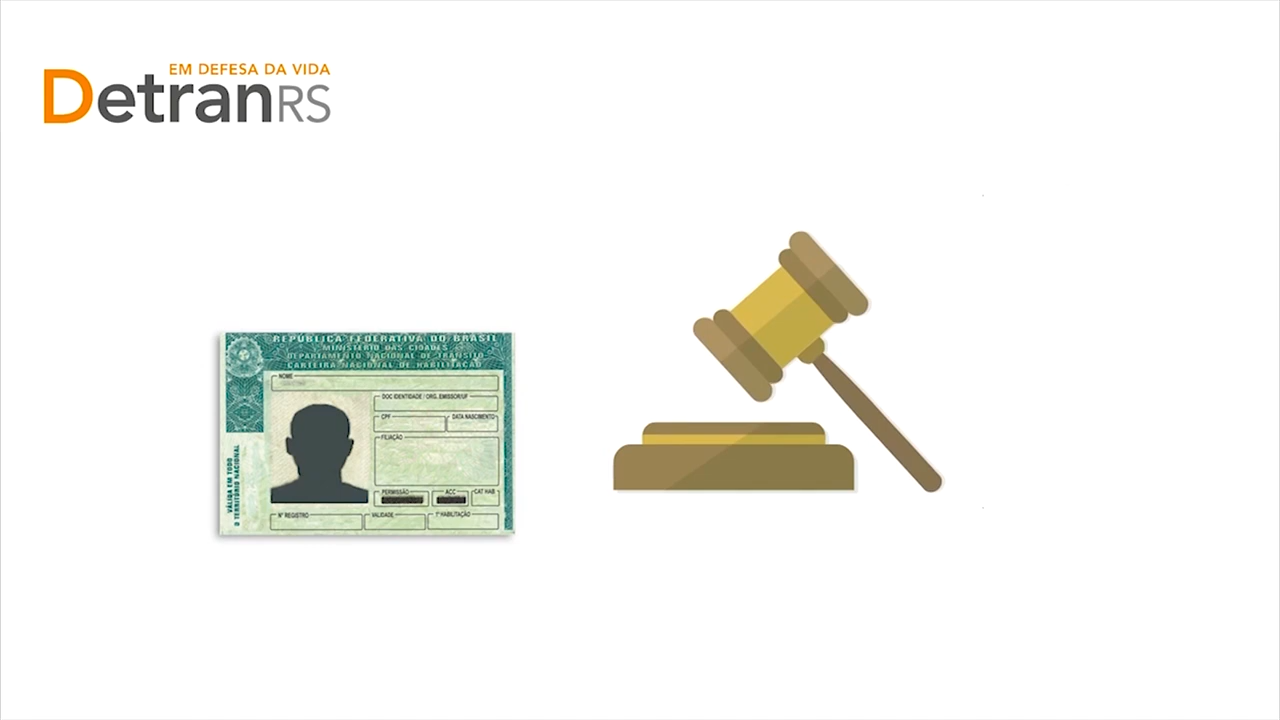 EM DEFESA DA VIDA
DetranRS
REPÚBLICA FEDERATIVA DO BRASIL
MINISTÉRIO DAS CIDADES
DEPARTAMENTO NACIONAL DE TRÂNSITO
CARTEIRA NACIONAL DE HABILITAÇÃO
NOME
DOC IDENTIDADE / ORG. EMISSOR/UF
CPF
DATA NASCIMENTO
FILIAÇÃO
PERMISSÃO
ACC
CAT HAB
Nº REGISTRO
VALIDADE
1ª HABILITAÇÃO
VÁLIDA EM TODO
O TERRITÓRIO NACIONAL